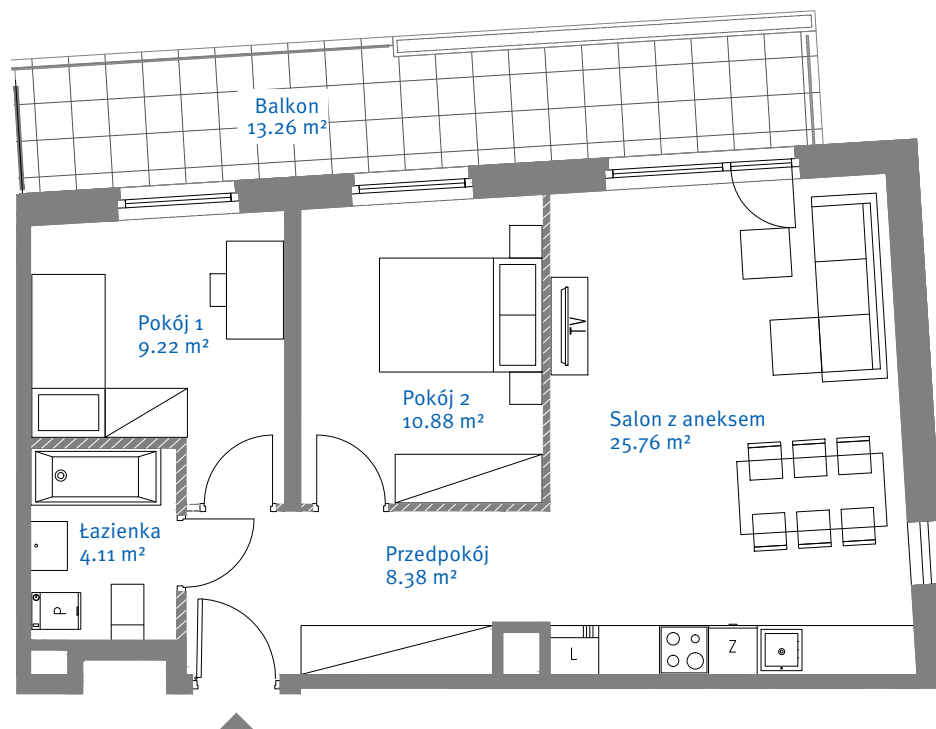 Balkon
13.26 m²
Pokój 1
9.22 m²
TV
Pokój 2
10.88 m²
Salon z aneksem
25.76 m²
Łazienka
4.11 m²
Przedpokój
8.38 m²
P
L
Z